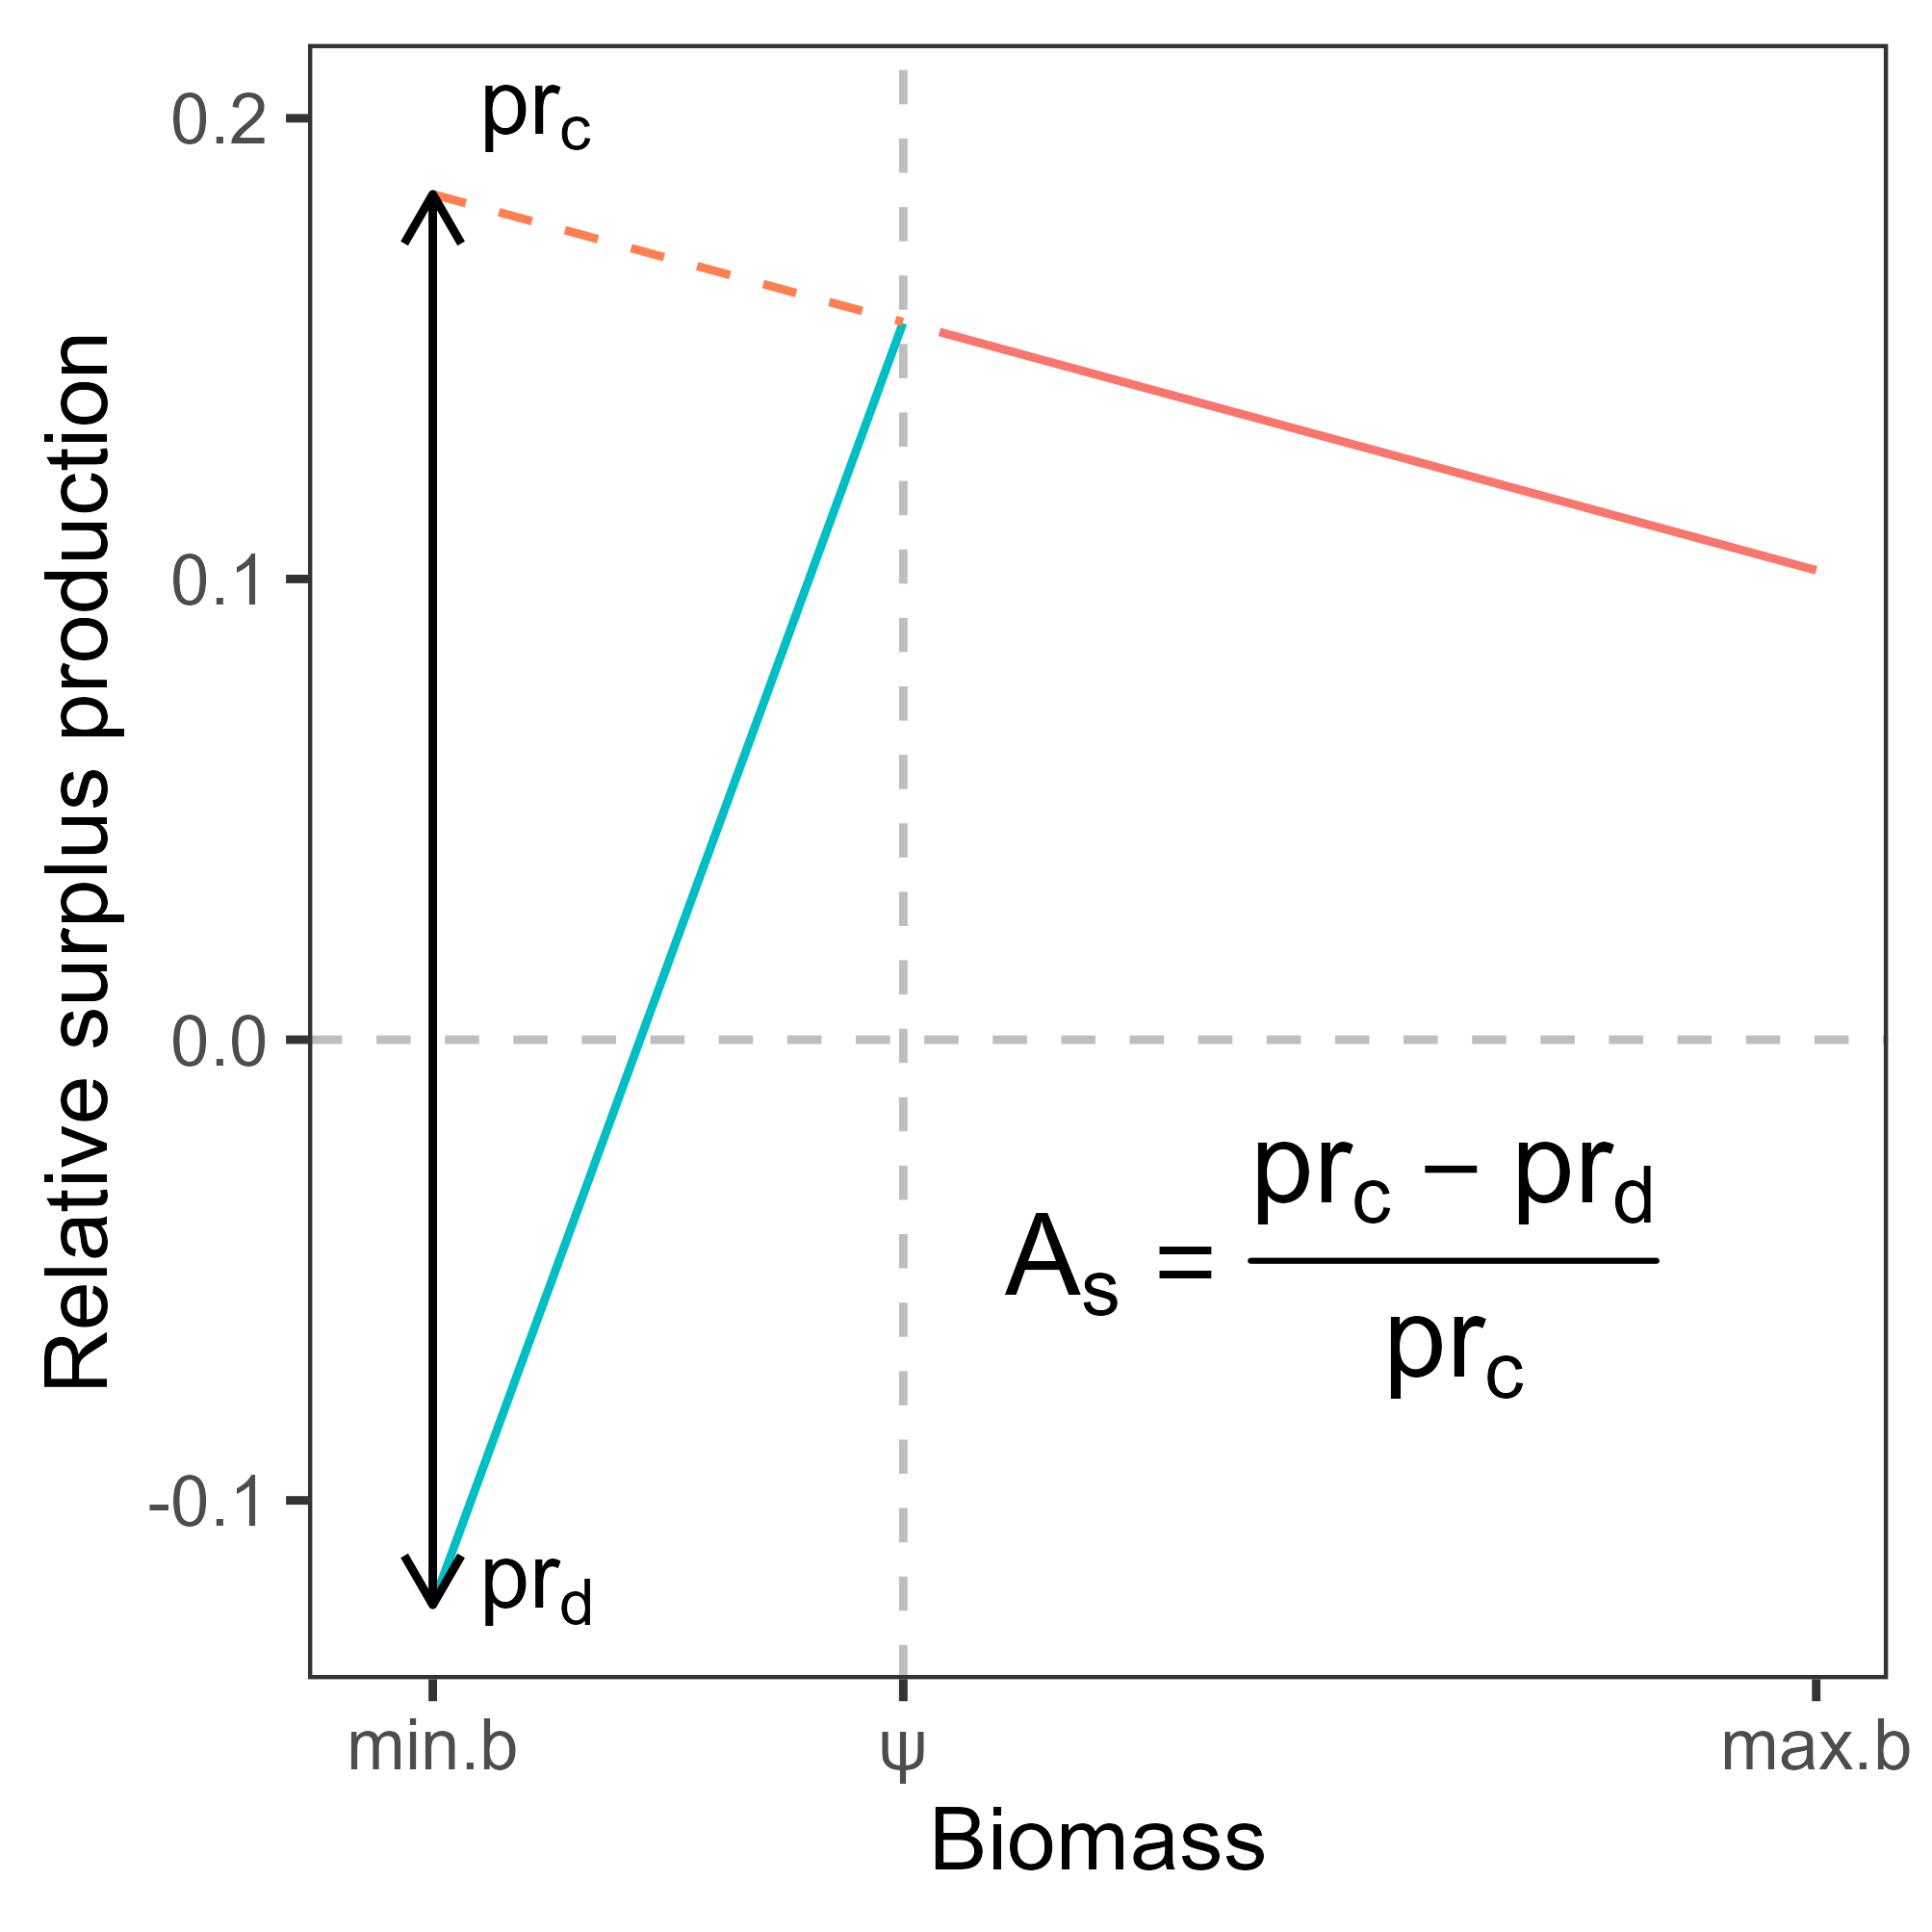 Relative surplus production
0.2
0.1
0.0
-0.1
pr_c
pr_d
A_s = (pr_c – pr_d) / pr_c
min.b
ψ
max.b
Biomass